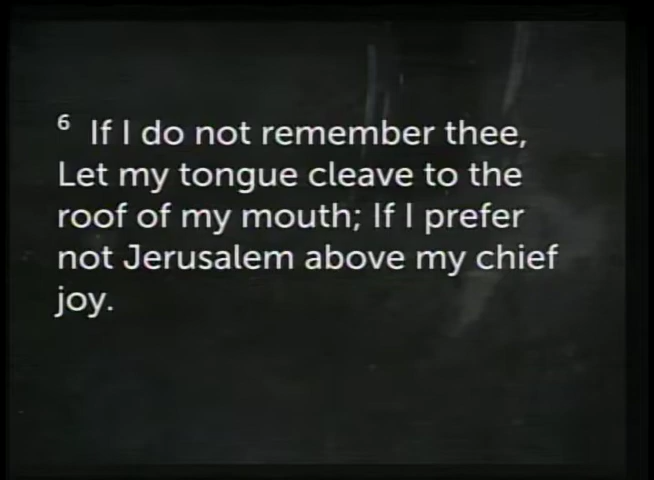 6 If I do not remember thee,
Let my tongue cleave to the
roof of my mouth; If I prefer
not Jerusalem above my chief
joy.